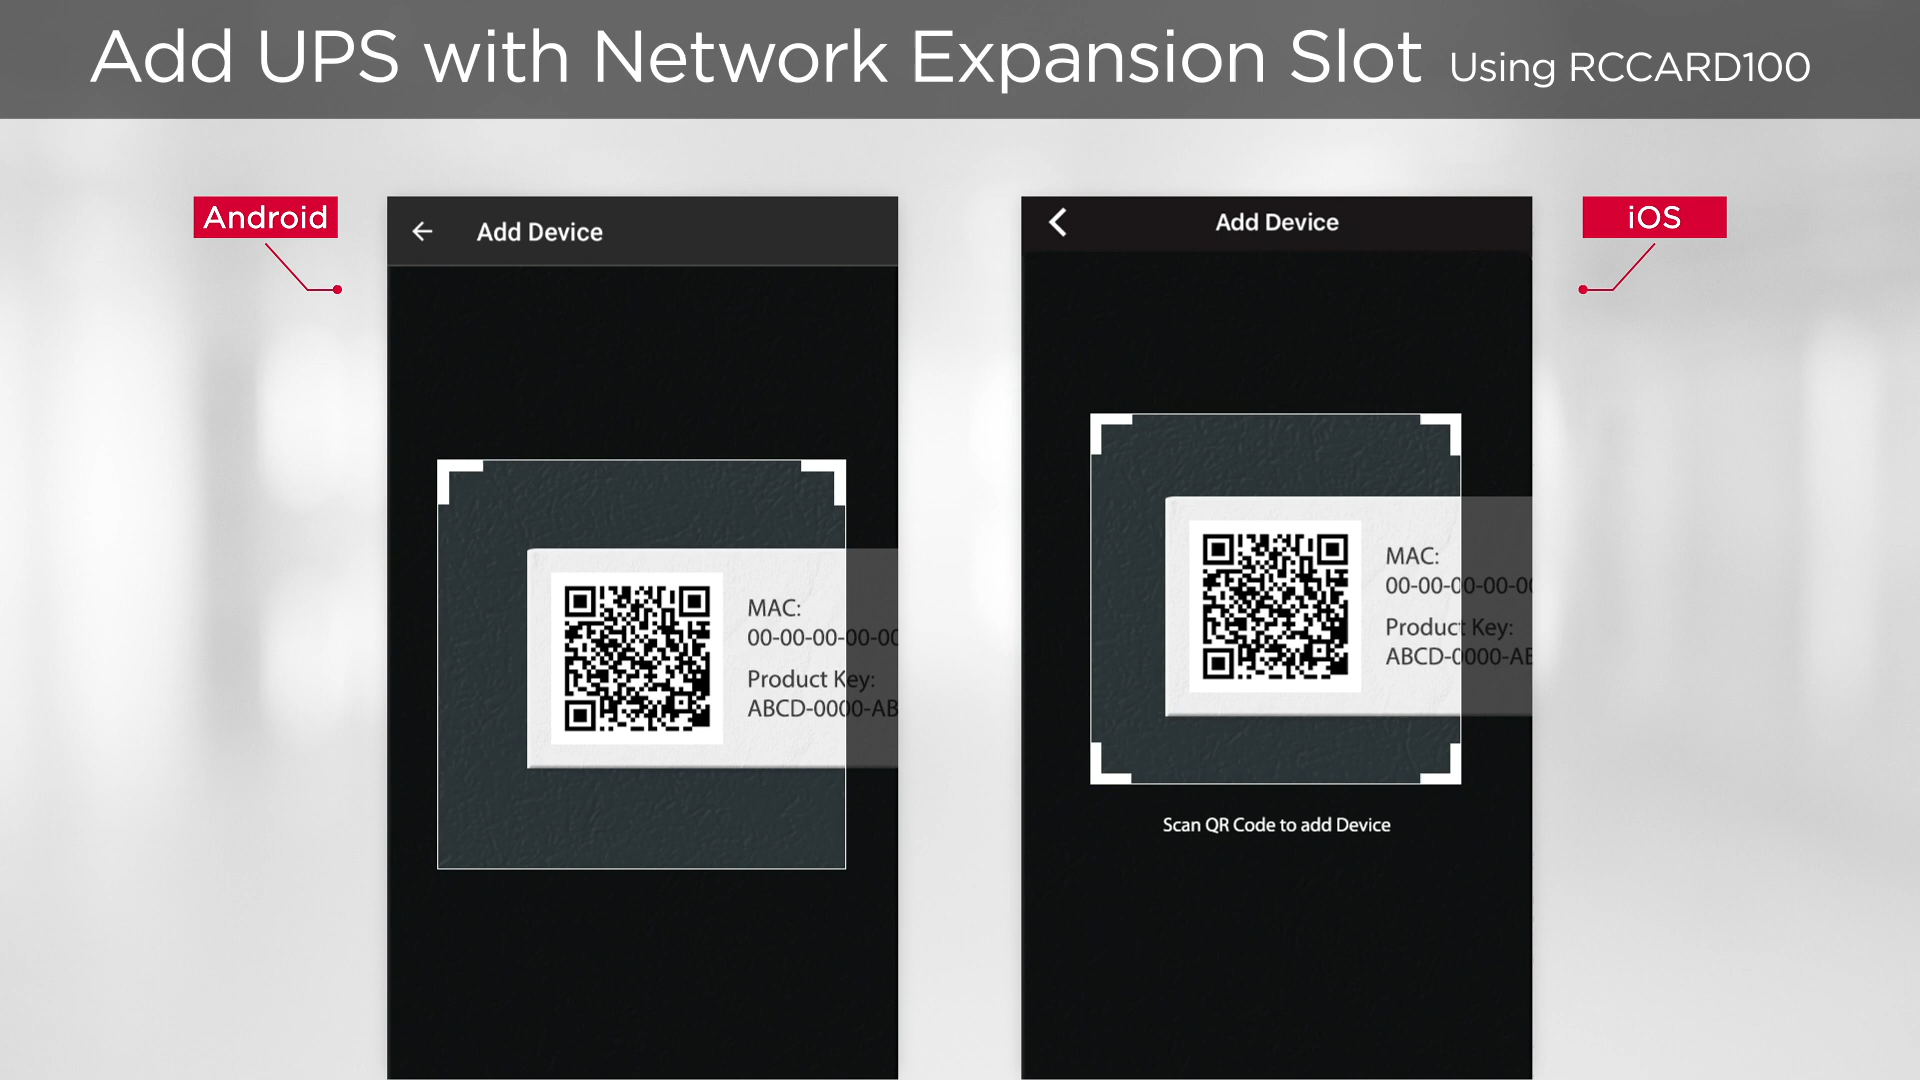 Add UPS with Network Expansion Slot Using RCCARD100
Android
Add Device
MAC:
00-00-00-00-00
Product Key:
ABCD-0000-AB
iOS
Add Device
MAC:
00-00-00-00-00
Product Key:
ABCD-0000-AB
Scan QR Code to add Device